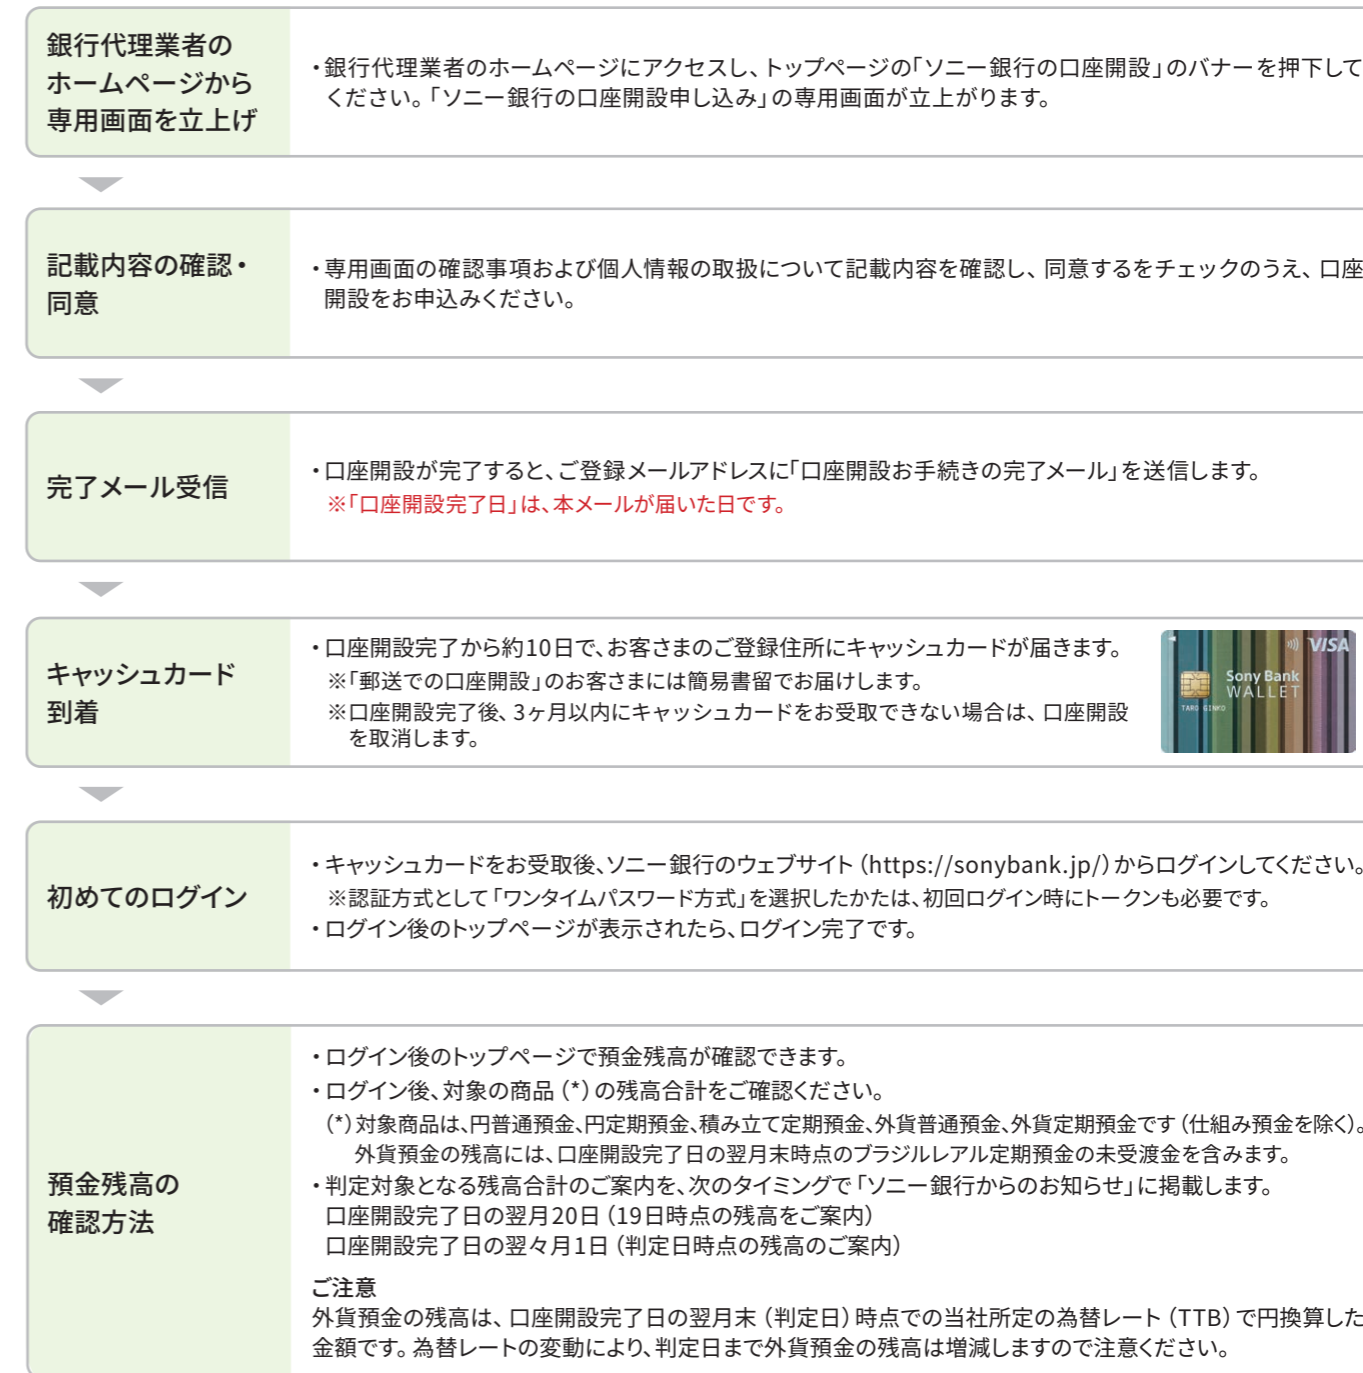 銀行代理業者の
ホームページから
専用画面を立上げ
・銀行代理業者のホームページにアクセスし、トップページの「ソニー銀行の口座開設」のバナーを押下して
ください。「ソニー銀行の口座開設申し込み」の専用画面が立上がります。
記載内容の確認・
同意
・専用画面の確認事項および個人情報の取扱について記載内容を確認し、同意するをチェックのうえ、口座
開設をお申込みください。
完了メール受信
・口座開設が完了すると、ご登録メールアドレスに「口座開設お手続きの完了メール」を送信します。
※「口座開設完了日」は、本メールが届いた日です。
キャッシュカード
到着
・口座開設完了から約10日で、お客さまのご登録住所にキャッシュカードが届きます。
※「郵送での口座開設」のお客さまには簡易書留でお届けします。
※口座開設完了後、3ヶ月以内にキャッシュカードをお受取できない場合は、口座開設
を取消します。
VISA
Sony Bank
WALLET
TARO GINKO
初めてのログイン
・キャッシュカードをお受取後、ソニー銀行のウェブサイト（https://sonybank.jp/）からログインしてください。
※認証方式として「ワンタイムパスワード方式」を選択したかたは、初回ログイン時にトークンも必要です。
・ログイン後のトップページが表示されたら、ログイン完了です。
預金残高の
確認方法
・ログイン後のトップページで預金残高が確認できます。
・ログイン後、対象の商品（*）の残高合計をご確認ください。
（*）対象商品は、円普通預金、円定期預金、積み立て定期預金、外貨普通預金、外貨定期預金です（仕組み預金を除く）。
外貨預金の残高には、口座開設完了日の翌月末時点のブラジルレアル定期預金の未受渡金を含みます。
・判定対象となる残高合計のご案内を、次のタイミングで「ソニー銀行からのお知らせ」に掲載します。
口座開設完了日の翌月20日（19日時点の残高をご案内）
口座開設完了日の翌々月1日（判定日時点の残高のご案内）
ご注意
外貨預金の残高は、口座開設完了日の翌月末（判定日）時点での当社所定の為替レート（TTB）で円換算した
金額です。為替レートの変動により、判定日まで外貨預金の残高は増減しますので注意ください。